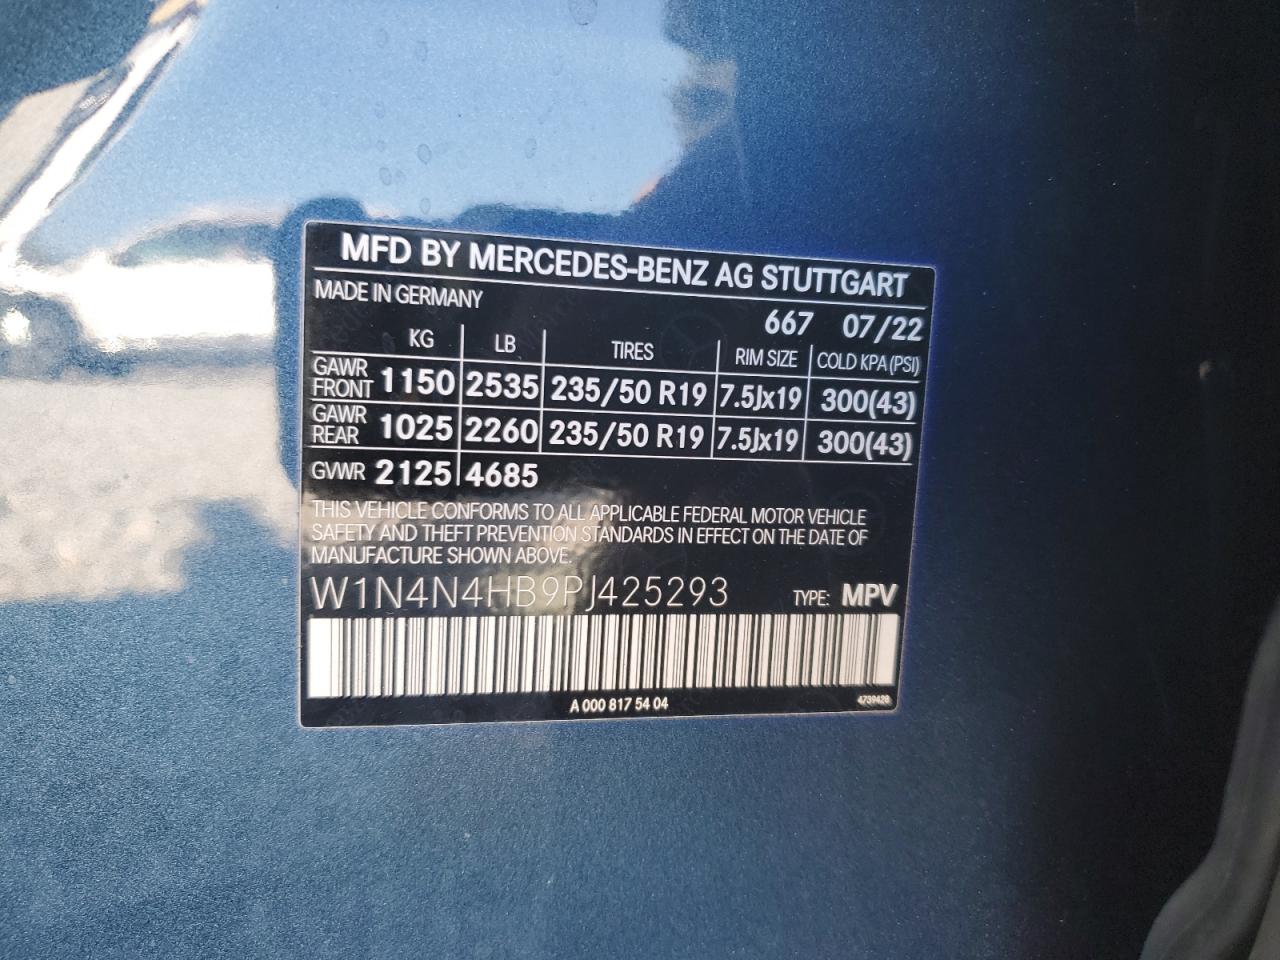 MFD BY MERCEDES-BENZ AG STUTTGART
MADE IN GERMANY
667 07/22
KG LB TIRES RIM SIZE COLD KPA (PSI)
GAWR FRONT 1150 2535 235/50 R19 7.5Jx19 300(43)
GAWR REAR 1025 2260 235/50 R19 7.5Jx19 300(43)
GVWR 2125 4685
THIS VEHICLE CONFORMS TO ALL APPLICABLE FEDERAL MOTOR VEHICLE
SAFETY AND THEFT PREVENTION STANDARDS IN EFFECT ON THE DATE OF
MANUFACTURE SHOWN ABOVE.
W1N4N4HB9PJ425293 TYPE: MPV
A 000 817 54 04 4739428